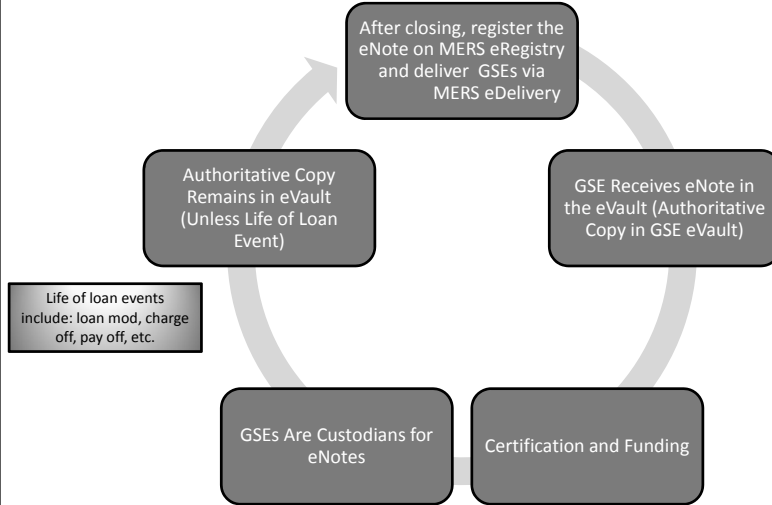 After closing, register the
eNote on MERS eRegistry
and deliver GSEs via
MERS eDelivery
GSE Receives eNote in
the eVault (Authoritative
Copy in GSE eVault)
Certification and Funding
GSEs Are Custodians for
eNotes
Authoritative Copy
Remains in eVault
(Unless Life of Loan
Event)
Life of loan events
include: loan mod, charge
off, pay off, etc.